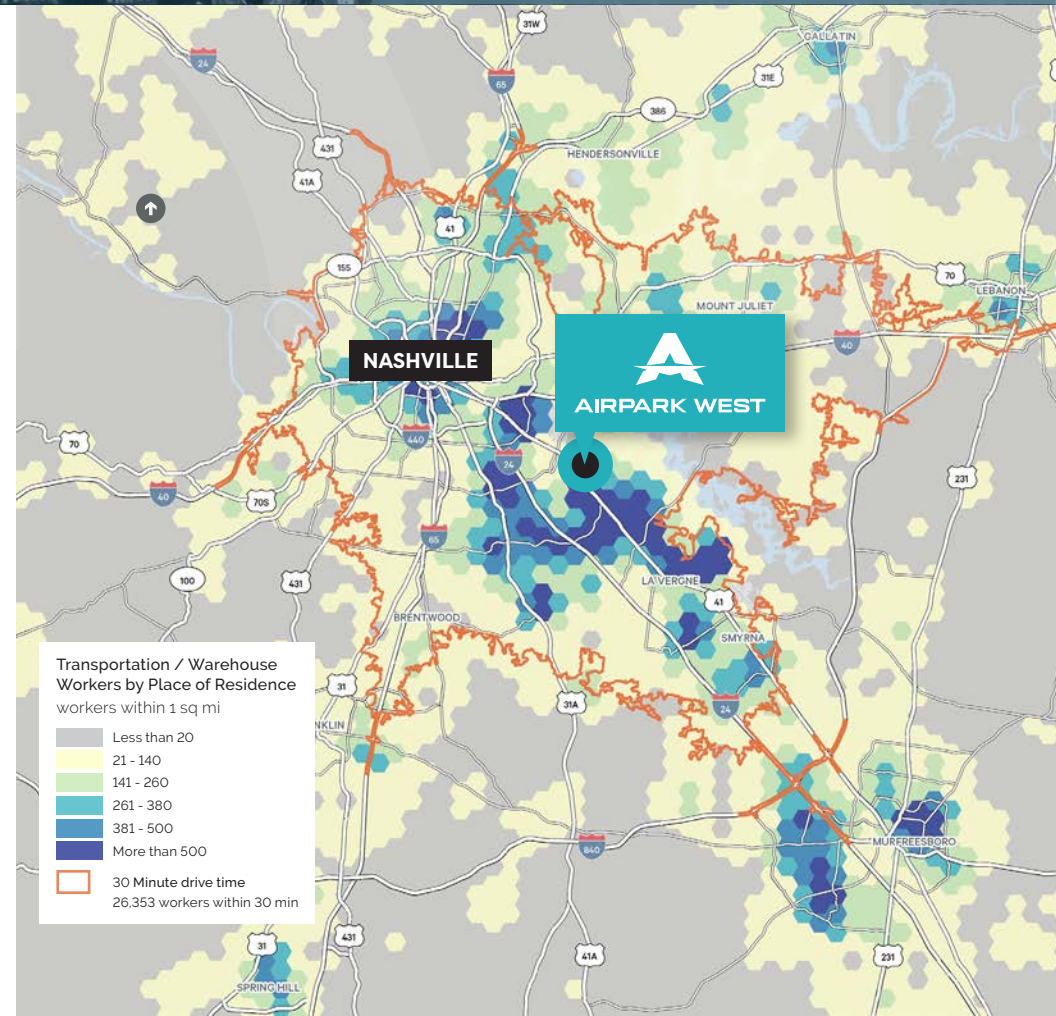 31W
GALLATIN
24
65
31E
386
431
HENDERSONVILLE
41A
41
155
70
LEBANON
MOUNT JULIET
40
NASHVILLE
AIRPARK WEST
440
70
24
40
70S
231
65
100
431
LA VERGNE
41
BRENTWOOD
SMYRNA
Transportation / Warehouse
Workers by Place of Residence
workers within 1 sq mi
Less than 20
21 - 140
141 - 260
261 - 380
381 - 500
More than 500
30 Minute drive time
26,353 workers within 30 min
31
31A
24
NKLIN
840
MURFREESBORO
431
31
41A
231
SPRING HILL